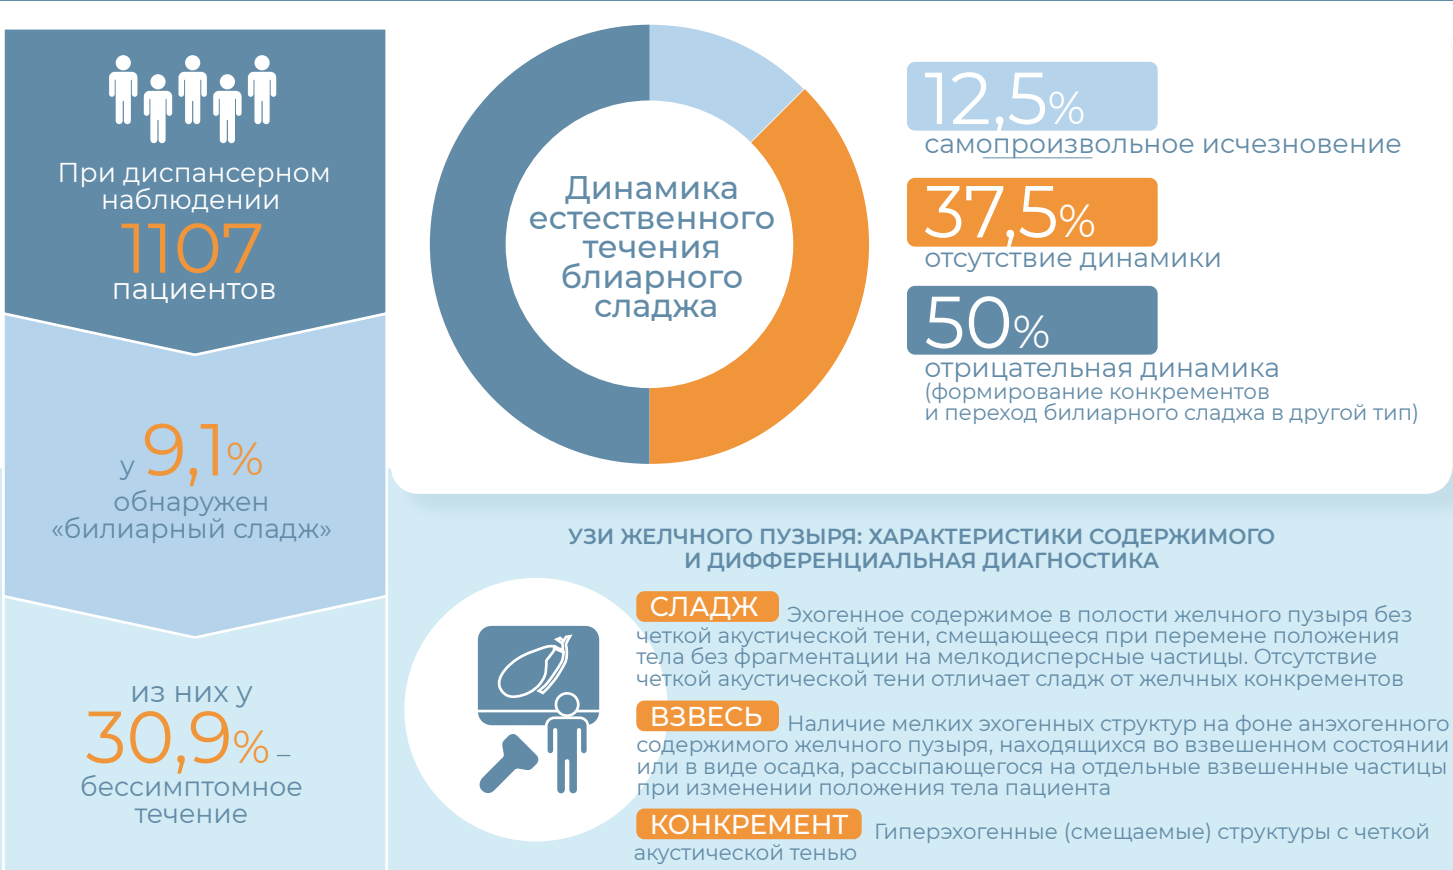 При диспансерном
наблюдении
1107
пациентов
у 9,1%
обнаружен
«билиарный сладж»
из них у
30,9% –
бессимптомное
течение
Динамика
естественного
течения
блиарного
сладжа
12,5%
самопроизвольное исчезновение
37,5%
отсутствие динамики
50%
отрицательная динамика
(формирование конкрементов
и переход билиарного сладжа в другой тип)
УЗИ ЖЕЛЧНОГО ПУЗЫРЯ: ХАРАКТЕРИСТИКИ СОДЕРЖИМОГО
И ДИФФЕРЕНЦИАЛЬНАЯ ДИАГНОСТИКА
СЛАДЖ Эхогенное содержимое в полости желчного пузыря без
четкой акустической тени, смещающееся при перемене положения
тела без фрагментации на мелкодисперсные частицы. Отсутствие
четкой акустической тени отличает сладж от желчных конкрементов
ВЗВЕСЬ Наличие мелких эхогенных структур на фоне анэхогенного
содержимого желчного пузыря, находящихся во взвешенном состоянии
или в виде осадка, рассыпающегося на отдельные взвешенные частицы
при изменении положения тела пациента
КОНКРЕМЕНТ Гиперэхогенные (смещаемые) структуры с четкой
акустической тенью